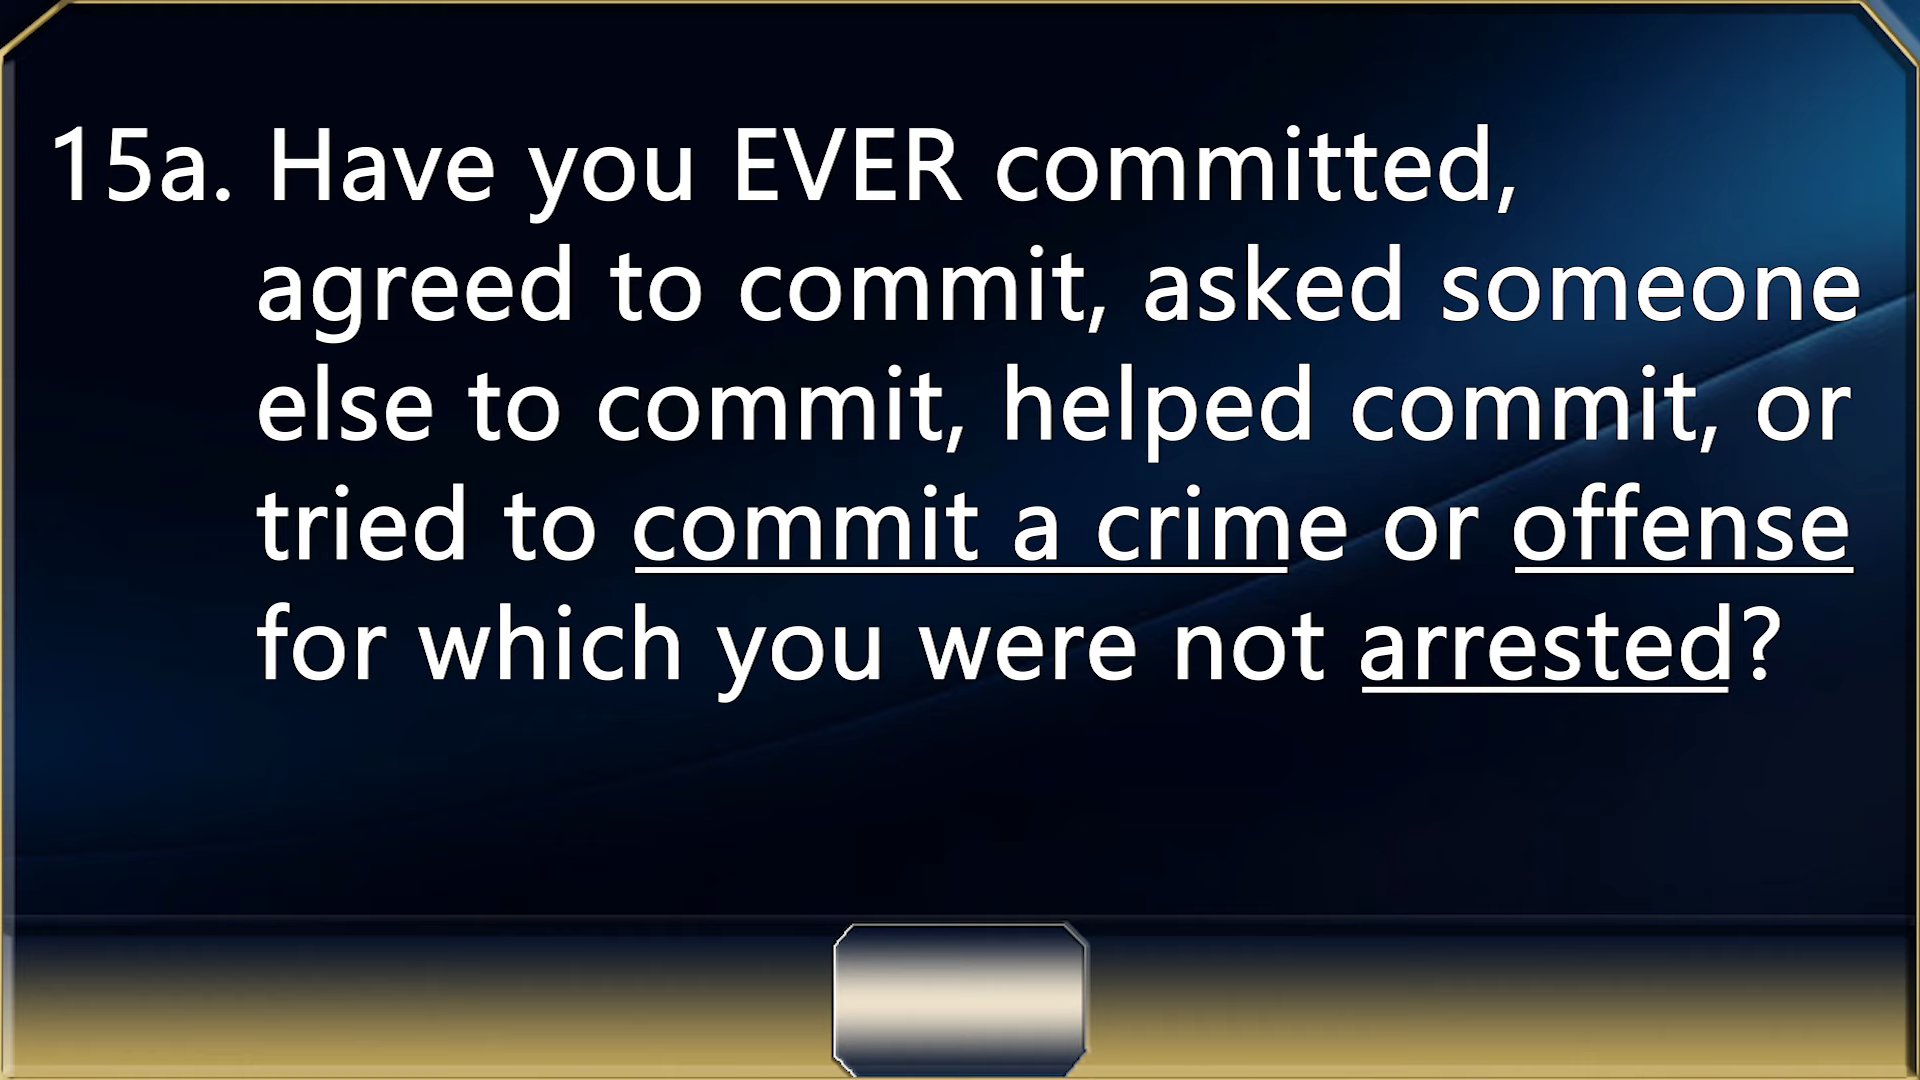 15a. Have you EVER committed,
agreed to commit, asked someone
else to commit, helped commit, or
tried to commit a crime or offense
for which you were not arrested?